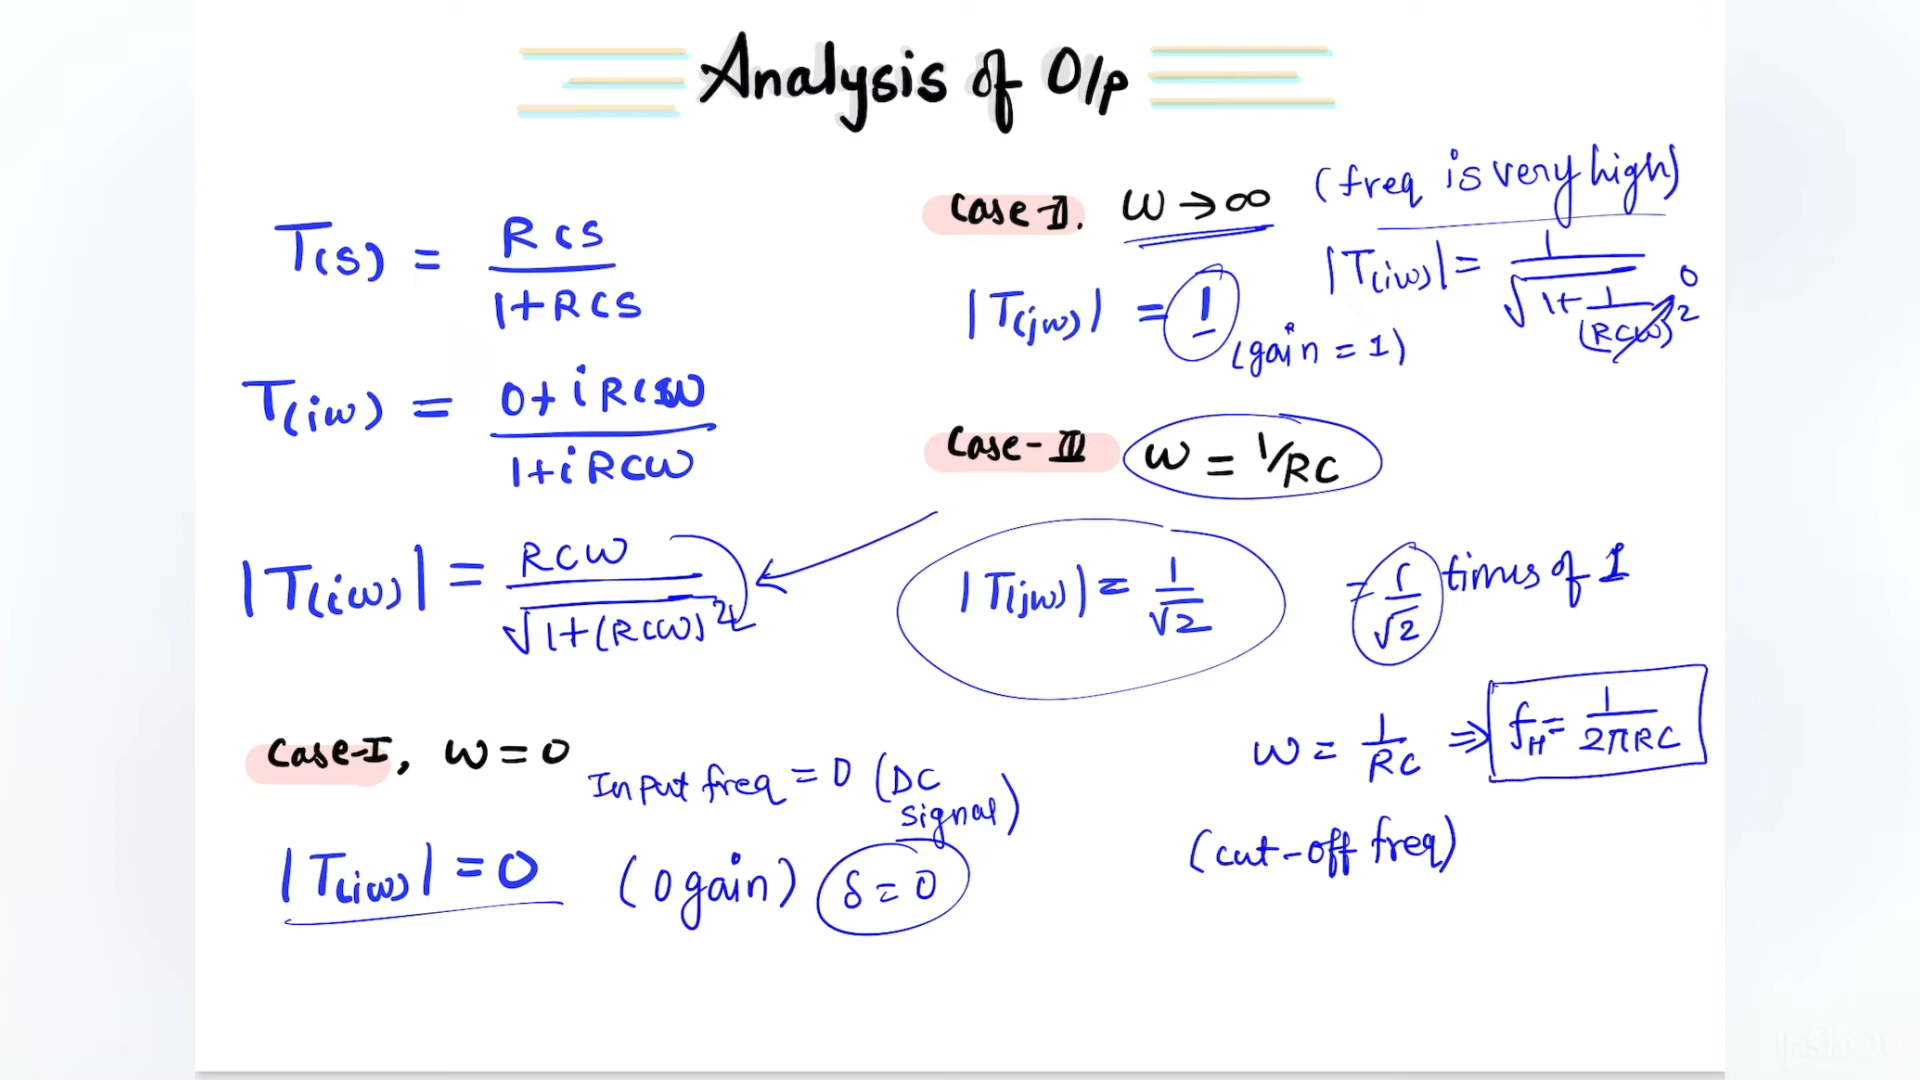 Analysis of O/p
T(s) = RCS / 1+RCS
T(iω) = 0+iRCω / 1+iRCω
|T(iω)| = RCω / √1+(RCω)²
Case-I, ω=0
Input freq = 0 (DC signal)
|T(iω)| = 0 (0 gain) δ = 0
Case-II. ω→∞ (freq is very high)
|T(jω)| = 1 (gain = 1)
|T(iω)| = 1 / √1+ 1/(RCω)² 0
Case-III ω = 1/RC
|T(jω)| = 1/√2 = 1/√2 times of 1
ω = 1/RC ⇒ fH = 1/2πRC
(cut-off freq)